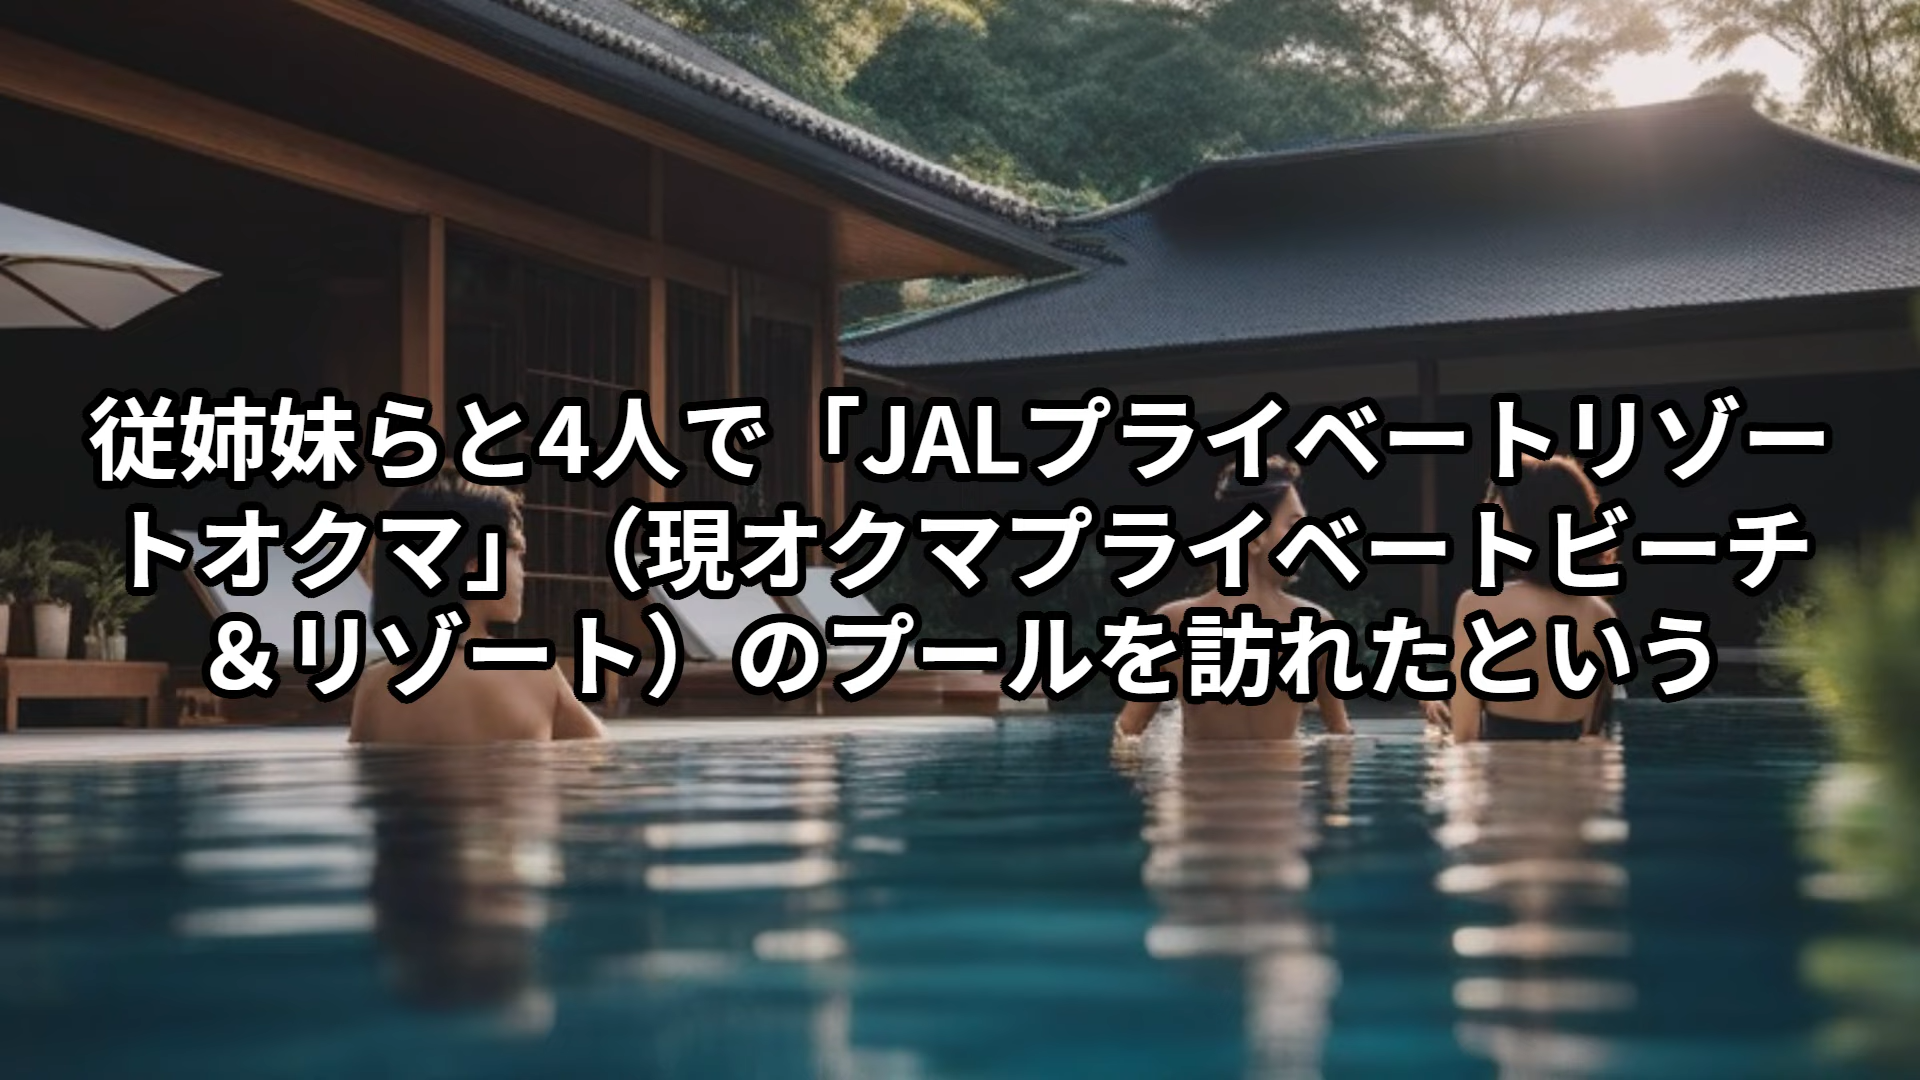 従姉妹らと4人で「JALプライベートリゾー
トオクマ」（現オクマプライベートビーチ
＆リゾート）のプールを訪れたという